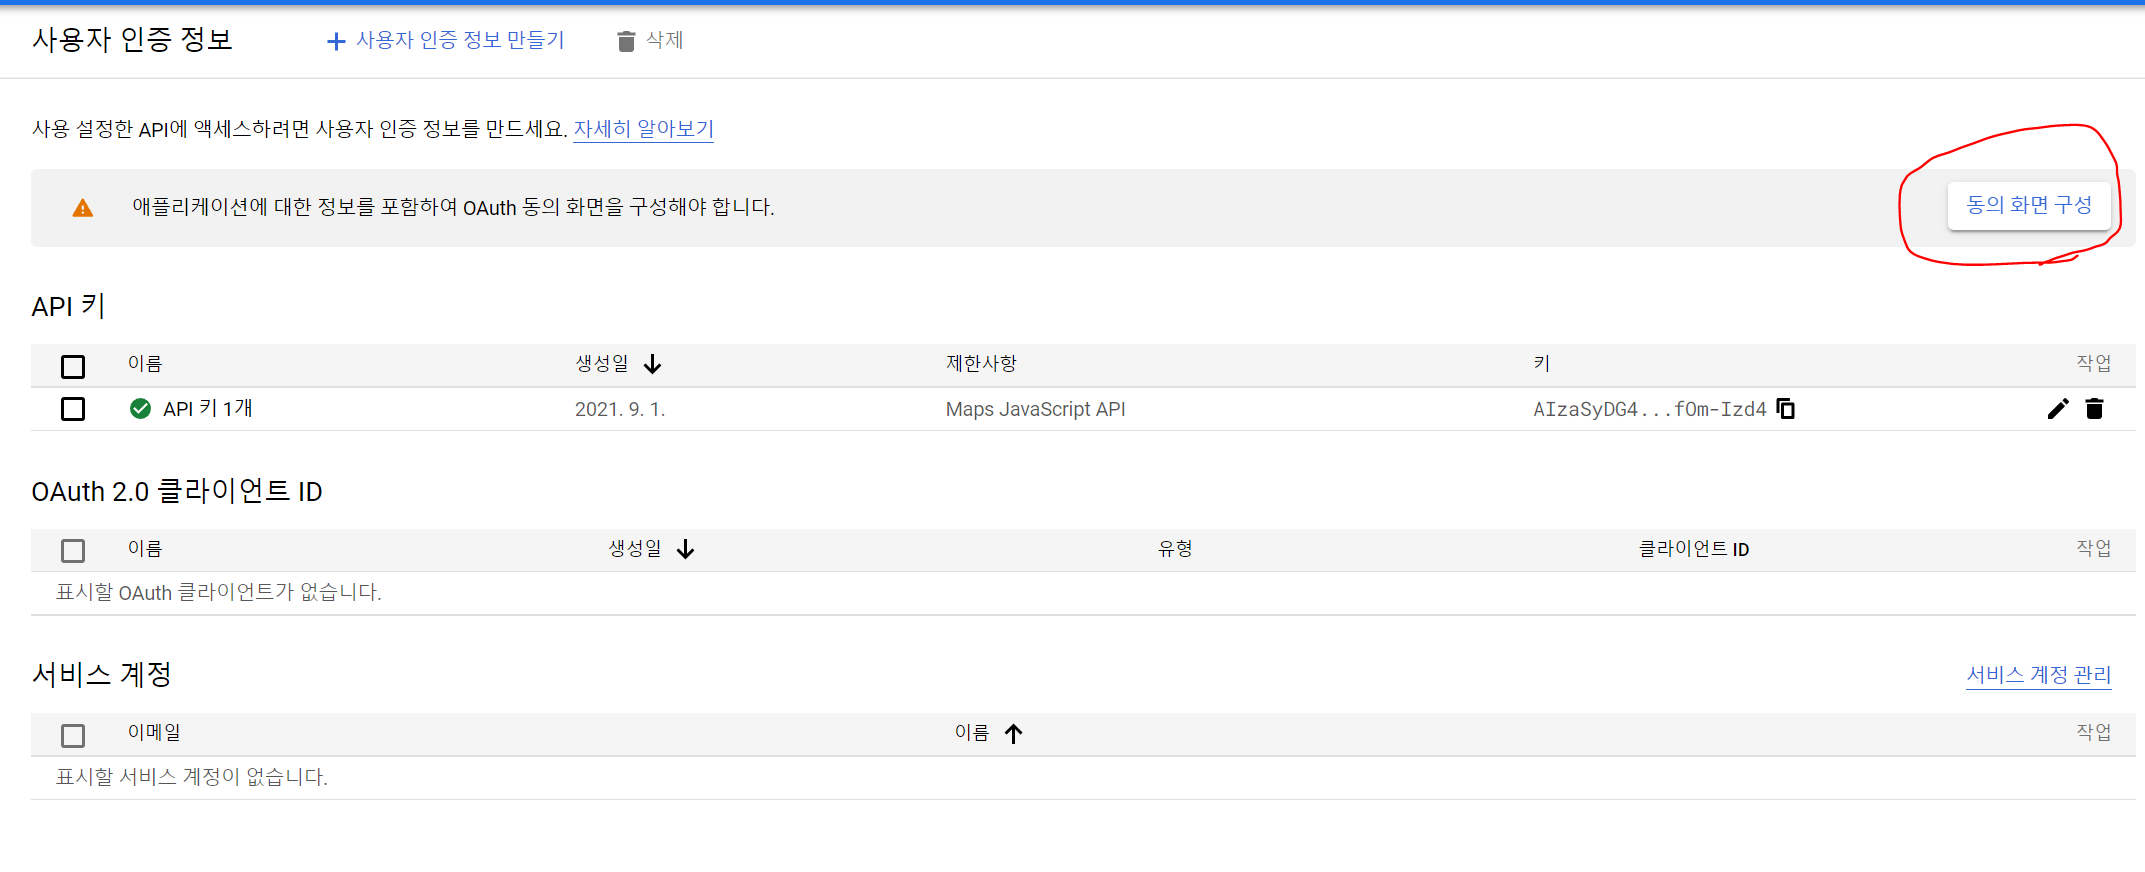 사용자 인증 정보 사용자 인증 정보 만들기 삭제
사용 설정한 API에 액세스하려면 사용자 인증 정보를 만드세요. 자세히 알아보기
애플리케이션에 대한 정보를 포함하여 OAuth 동의 화면을 구성해야 합니다. 동의 화면 구성
API 키
이름 생성일 제한사항 키 작업
API 키 1개 2021. 9. 1. Maps JavaScript API AIzaSyDG4...fOm-Izd4
OAuth 2.0 클라이언트 ID
이름 생성일 유형 클라이언트 ID 작업
표시할 OAuth 클라이언트가 없습니다.
서비스 계정 서비스 계정 관리
이메일 이름 작업
표시할 서비스 계정이 없습니다.